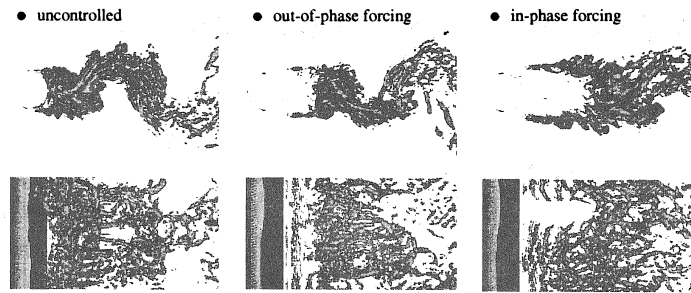 ● uncontrolled
● out-of-phase forcing
● in-phase forcing